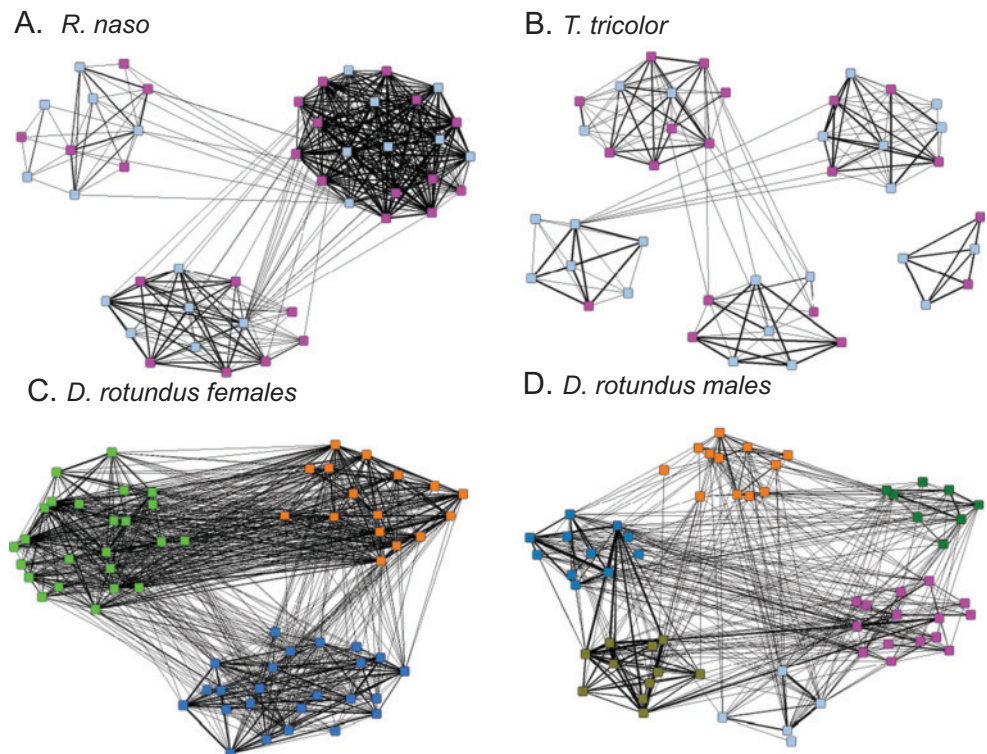 A. R. naso
B. T. tricolor
C. D. rotundus females
D. D. rotundus males